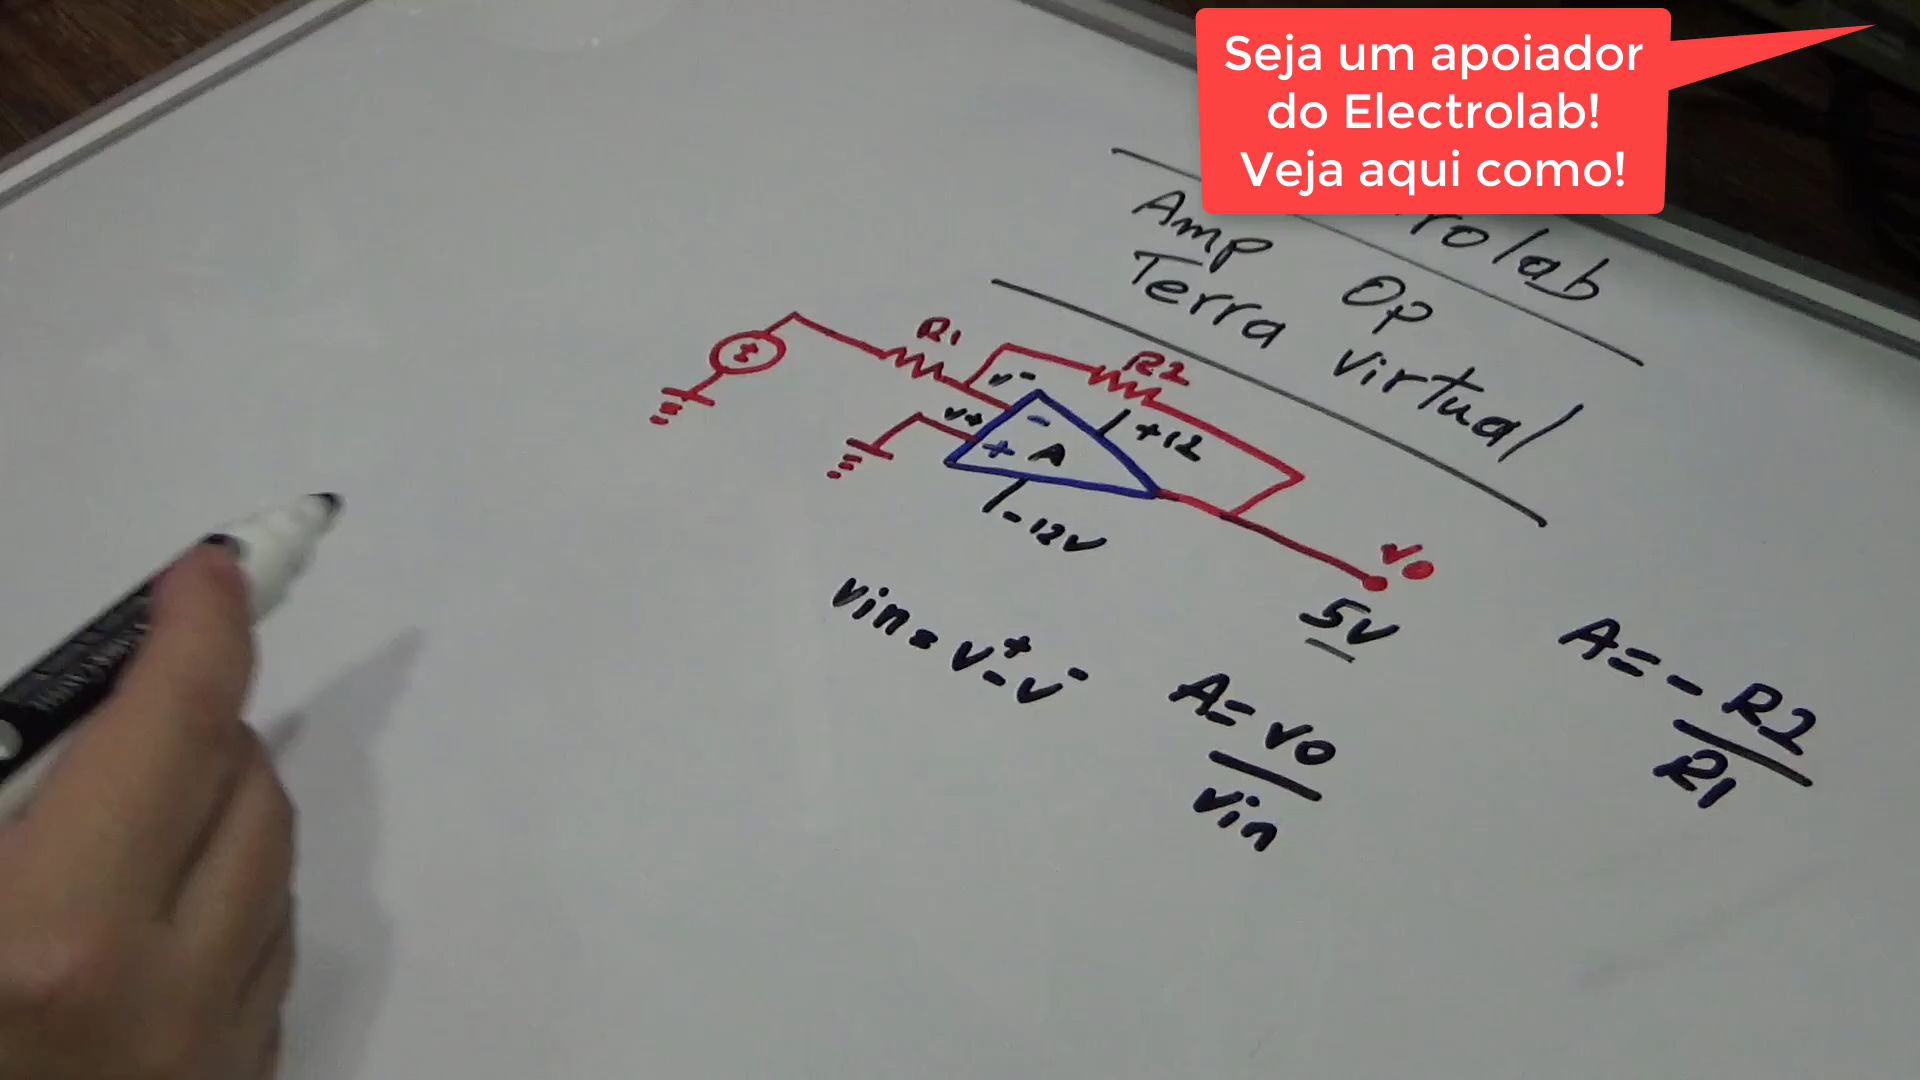 Seja um apoiador
do Electrolab!
Veja aqui como!
rolab
Amp Op
Terra virtual
R1
R2
v-
v+
-
+ A
+12
-12V
vo
5V
vin = v+ - v-
A = vo
vin
A = - R2
R1